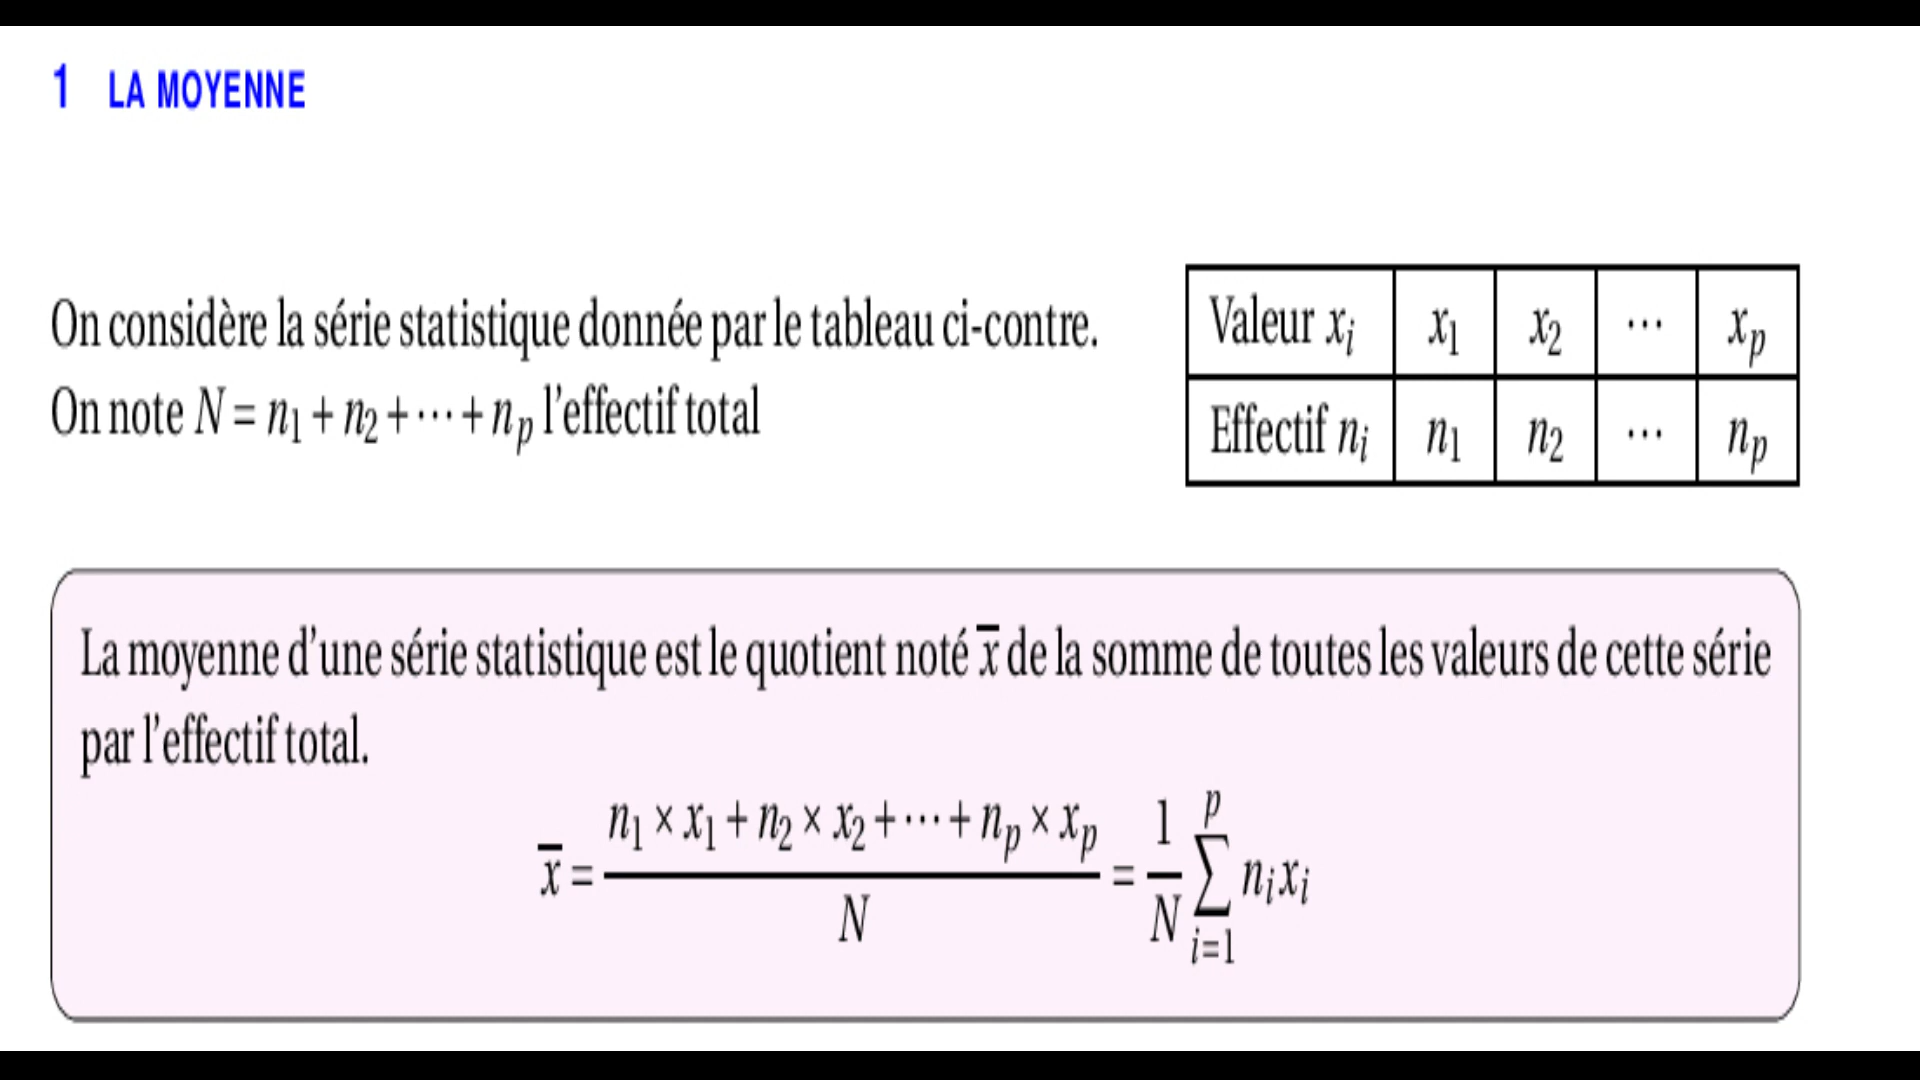 1 LA MOYENNE
On considère la série statistique donnée par le tableau ci-contre.
On note N = n₁ + n₂ + ⋯ + nₚ l’effectif total
Valeur xᵢ x₁ x₂ ⋯ xₚ
Effectif nᵢ n₁ n₂ ⋯ nₚ
La moyenne d’une série statistique est le quotient noté x̄ de la somme de toutes les valeurs de cette série
par l’effectif total.
x̄ = (n₁ × x₁ + n₂ × x₂ + ⋯ + nₚ × xₚ) / N = 1/N ∑ᵢ₌₁ᵖ nᵢxᵢ